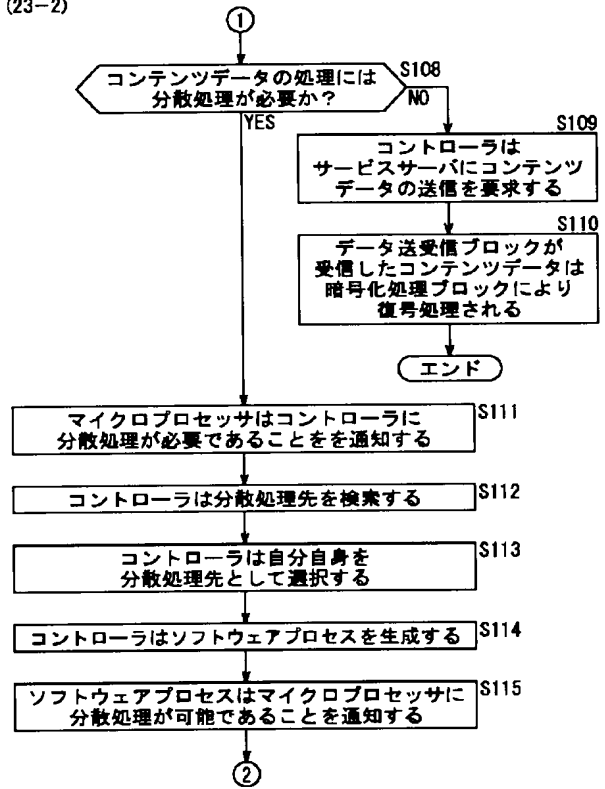 (23-2)
①
コンテンツデータの処理には
分散処理が必要か？
S108
NO
YES
S109
コントローラは
サービスサーバにコンテンツ
データの送信を要求する
S110
データ送受信ブロックが
受信したコンテンツデータは
暗号化処理ブロックにより
復号処理される
エンド
マイクロプロセッサはコントローラに
分散処理が必要であることをを通知する
S111
コントローラは分散処理先を検索する
S112
コントローラは自分自身を
分散処理先として選択する
S113
コントローラはソフトウェアプロセスを生成する
S114
ソフトウェアプロセスはマイクロプロセッサに
分散処理が可能であることを通知する
S115
②